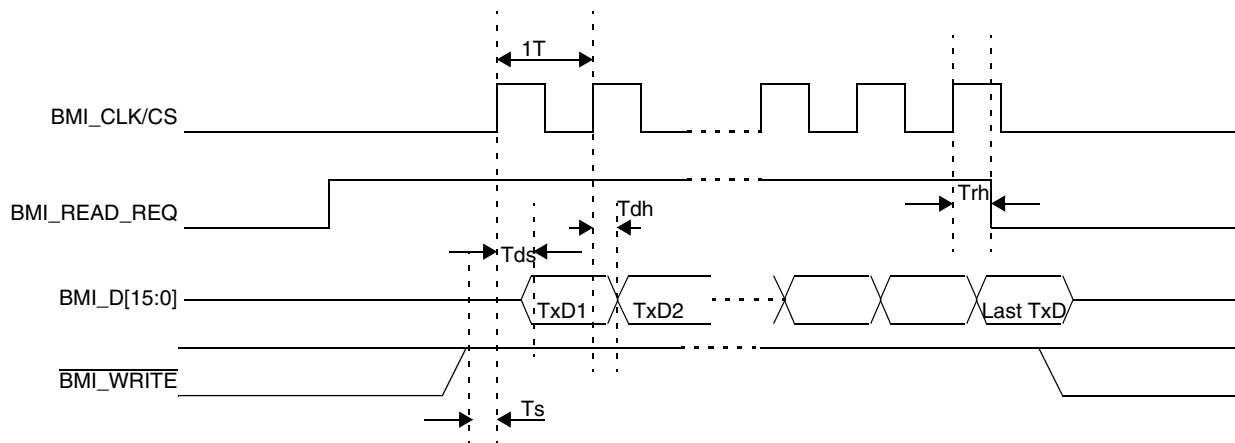 1T
BMI_CLK/CS
BMI_READ_REQ
Trh
Tdh
Tds
BMI_D[15:0]
TxD1
TxD2
Last TxD
BMI_WRITE
Ts